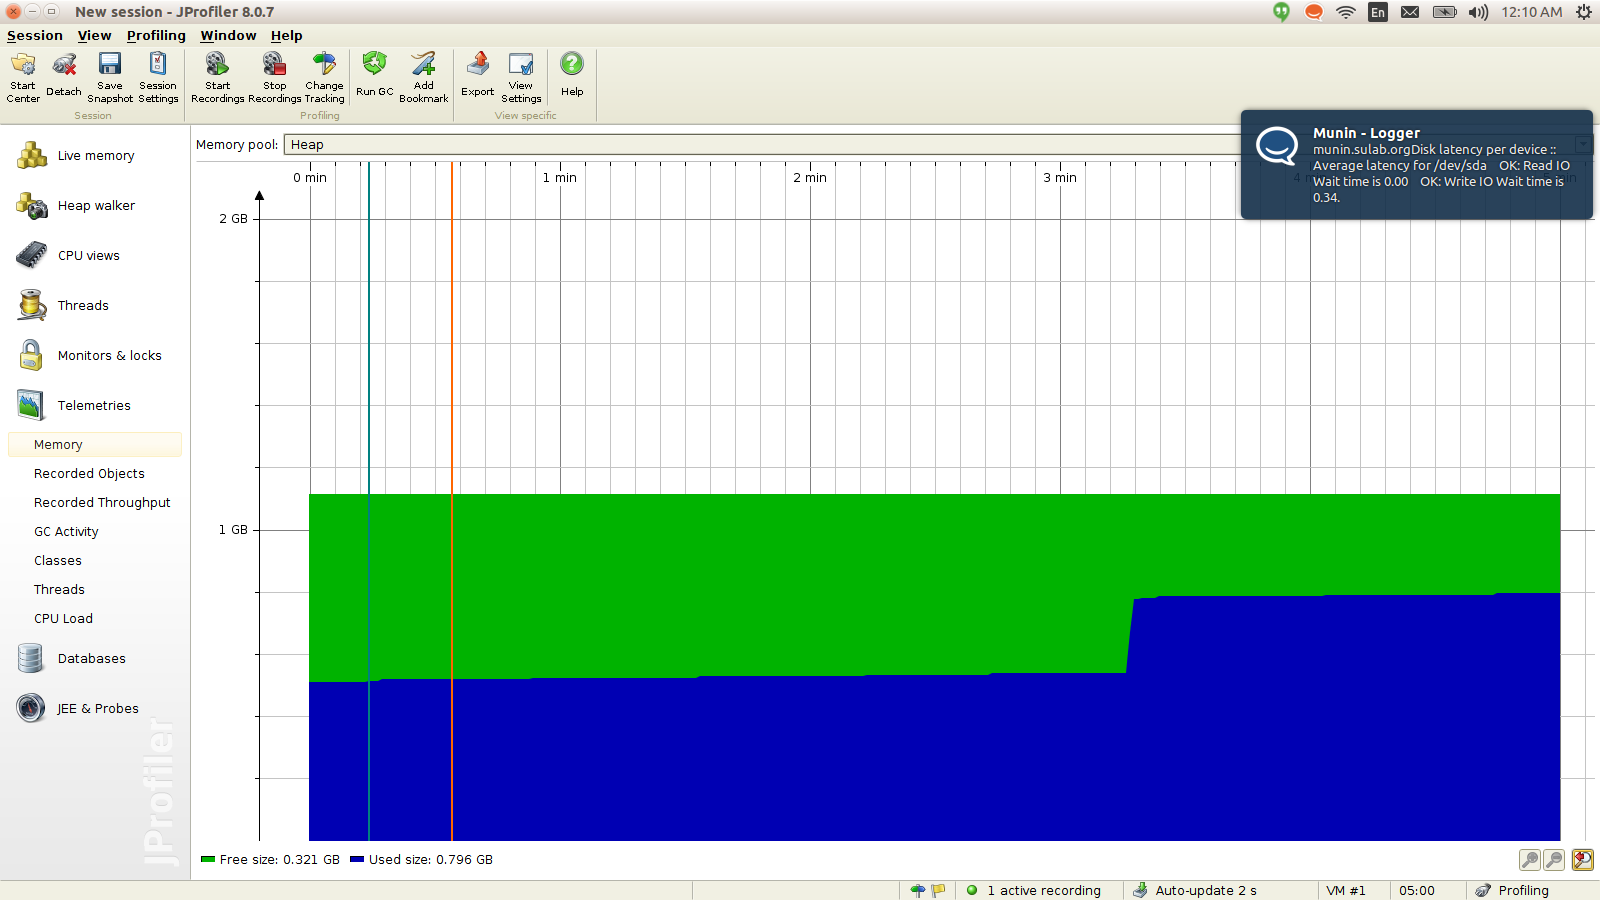 New session - JProfiler 8.0.7
En
12:10 AM
Session View Profiling Window Help
Start Center
Detach
Save Snapshot
Session Settings
Start Recordings
Stop Recordings
Change Tracking
Run GC
Add Bookmark
Export
View Settings
Help
Session
Profiling
View specific
Live memory
Heap walker
CPU views
Threads
Monitors & locks
Telemetries
Memory
Recorded Objects
Recorded Throughput
GC Activity
Classes
Threads
CPU Load
Databases
JEE & Probes
JProfiler
Memory pool: Heap
Munin - Logger
munin.sulab.orgDisk latency per device ::
Average latency for /dev/sda OK: Read IO
Wait time is 0.00 OK: Write IO Wait time is
0.34.
0 min 1 min 2 min 3 min
2 GB
1 GB
Free size: 0.321 GB Used size: 0.796 GB
1 active recording Auto-update 2 s VM #1 05:00 Profiling